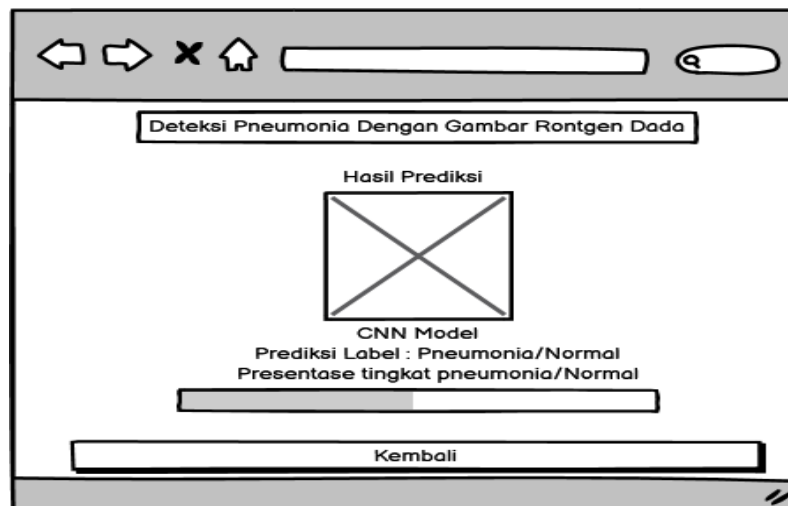 Deteksi Pneumonia Dengan Gambar Rontgen Dada
Hasil Prediksi
CNN Model
Prediksi Label : Pneumonia/Normal
Presentase tingkat pneumonia/Normal
Kembali